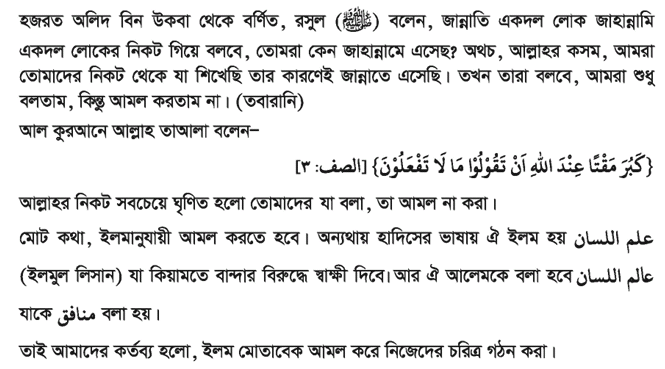 হজরত অলিদ বিন উকবা থেকে বর্ণিত, রসুল (ﷺ) বলেন, জান্নাতি একদল লোক জাহান্নামি
একদল লোকের নিকট গিয়ে বলবে, তোমরা কেন জাহান্নামে এসেছ? অথচ, আল্লাহর কসম, আমরা
তোমাদের নিকট থেকে যা শিখেছি তার কারণেই জান্নাতে এসেছি। তখন তারা বলবে, আমরা শুধু
বলতাম, কিন্তু আমল করতাম না। (তবারানি)
আল কুরআনে আল্লাহ তাআলা বলেন–
{كَبُرَ مَقْتًا عِنْدَ اللهِ اَنْ تَقُوْلُوْا مَا لَا تَفْعَلُوْنَ} [الصف: ٣]
আল্লাহর নিকট সবচেয়ে ঘৃণিত হলো তোমাদের যা বলা, তা আমল না করা।
মোট কথা, ইলমানুযায়ী আমল করতে হবে। অন্যথায় হাদিসের ভাষায় ঐ ইলম হয় علم اللسان
(ইলমুল লিসান) যা কিয়ামতে বান্দার বিরুদ্ধে স্বাক্ষী দিবে। আর ঐ আলেমকে বলা হবে عالم اللسان
যাকে منافق বলা হয়।
তাই আমাদের কর্তব্য হলো, ইলম মোতাবেক আমল করে নিজেদের চরিত্র গঠন করা।